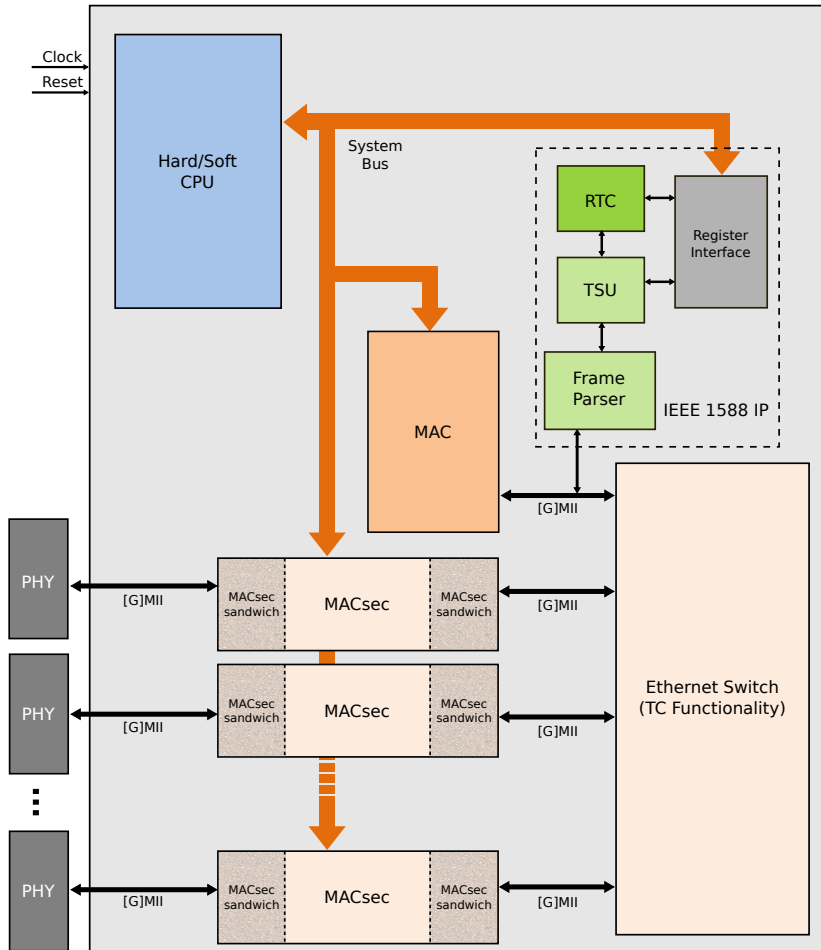 Clock
Reset
Hard/Soft
CPU
System
Bus
RTC
Register
Interface
TSU
Frame
Parser
IEEE 1588 IP
MAC
[G]MII
PHY
[G]MII
MACsec
sandwich
MACsec
MACsec
sandwich
[G]MII
Ethernet Switch
(TC Functionality)
PHY
[G]MII
MACsec
sandwich
MACsec
MACsec
sandwich
[G]MII
PHY
[G]MII
MACsec
sandwich
MACsec
MACsec
sandwich
[G]MII